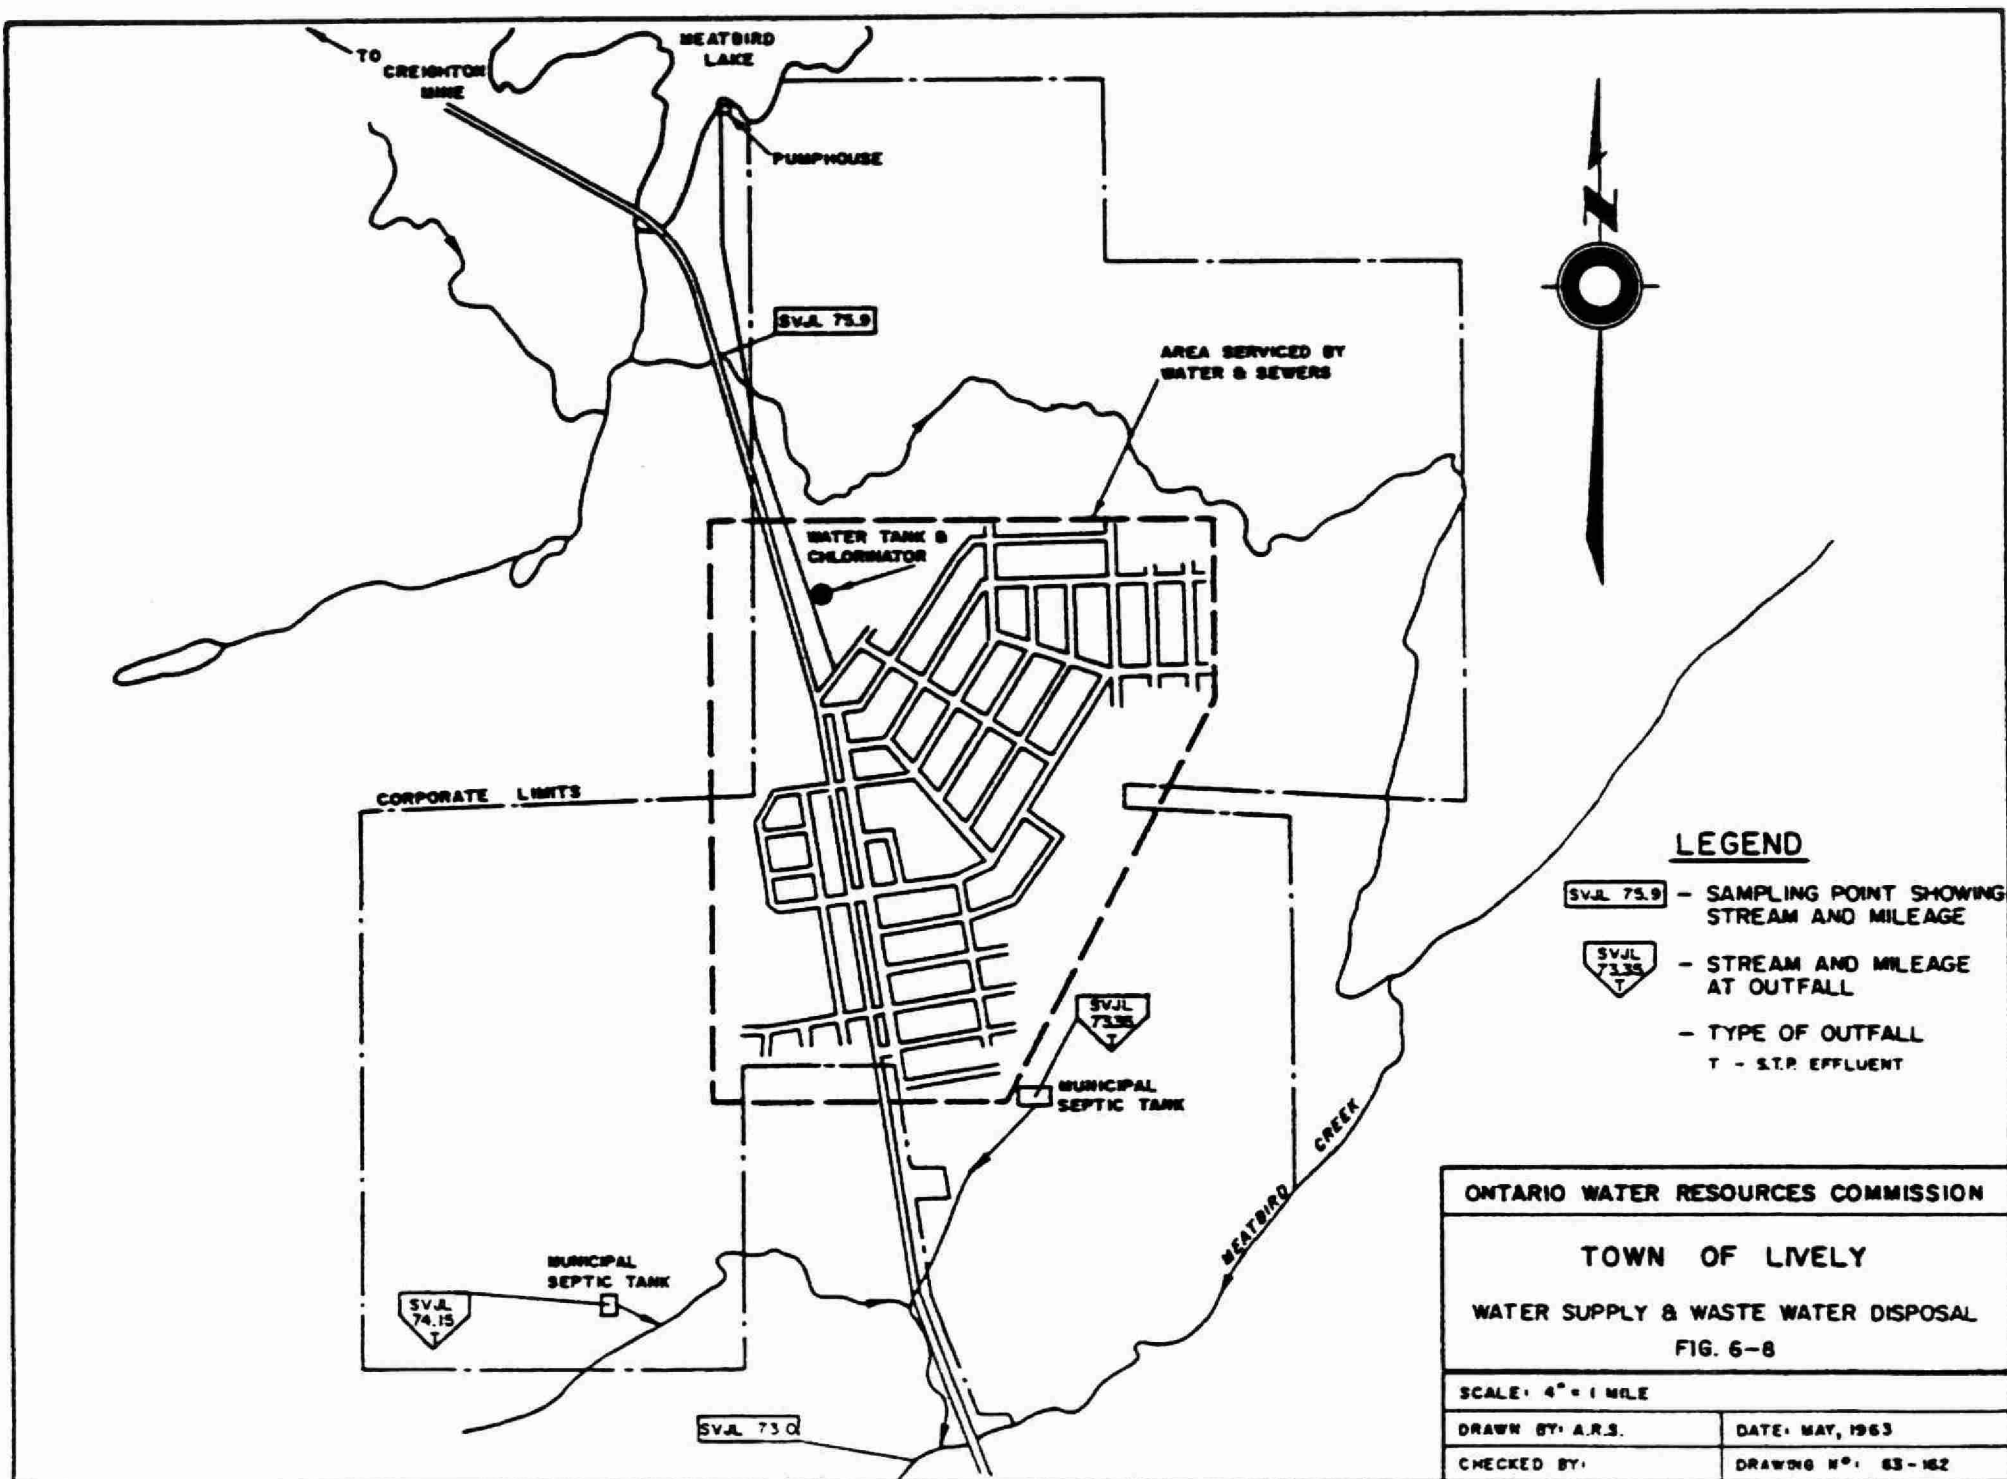 TO
CREIGHTON
MINE
MEATBIRD
LAKE
PUMPHOUSE
N
SVJL 75.9
AREA SERVICED BY
WATER & SEWERS
WATER TANK &
CHLORINATOR
CORPORATE LIMITS
LEGEND
SVJL 75.9 - SAMPLING POINT SHOWING
STREAM AND MILEAGE
SVJL
73.35
T
- STREAM AND MILEAGE
AT OUTFALL
- TYPE OF OUTFALL
T - S.T.P. EFFLUENT
SVJL
73.35
T
MUNICIPAL
SEPTIC TANK
MEATBIRD CREEK
MUNICIPAL
SEPTIC TANK
SVJL
74.15
T
SVJL 73.0
ONTARIO WATER RESOURCES COMMISSION
TOWN OF LIVELY
WATER SUPPLY & WASTE WATER DISPOSAL
FIG. 6-8
SCALE: 4" = 1 MILE
DRAWN BY: A.R.S.
DATE: MAY, 1963
CHECKED BY:
DRAWING Nº: 63-162